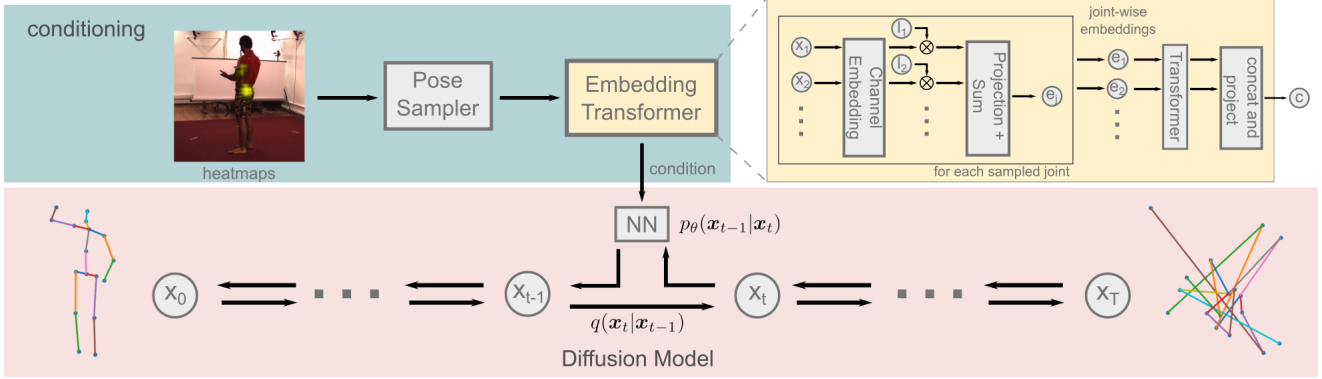 conditioning
heatmaps
Pose
Sampler
Embedding
Transformer
condition
x₁
x₂
Channel
Embedding
l₁
l₂
⊗
⊗
Projection +
Sum
eⱼ
for each sampled joint
joint-wise
embeddings
e₁
e₂
Transformer
concat and
project
c
NN
pθ(xₜ₋₁|xₜ)
x₀
xₜ₋₁
q(xₜ|xₜ₋₁)
xₜ
x_T
Diffusion Model